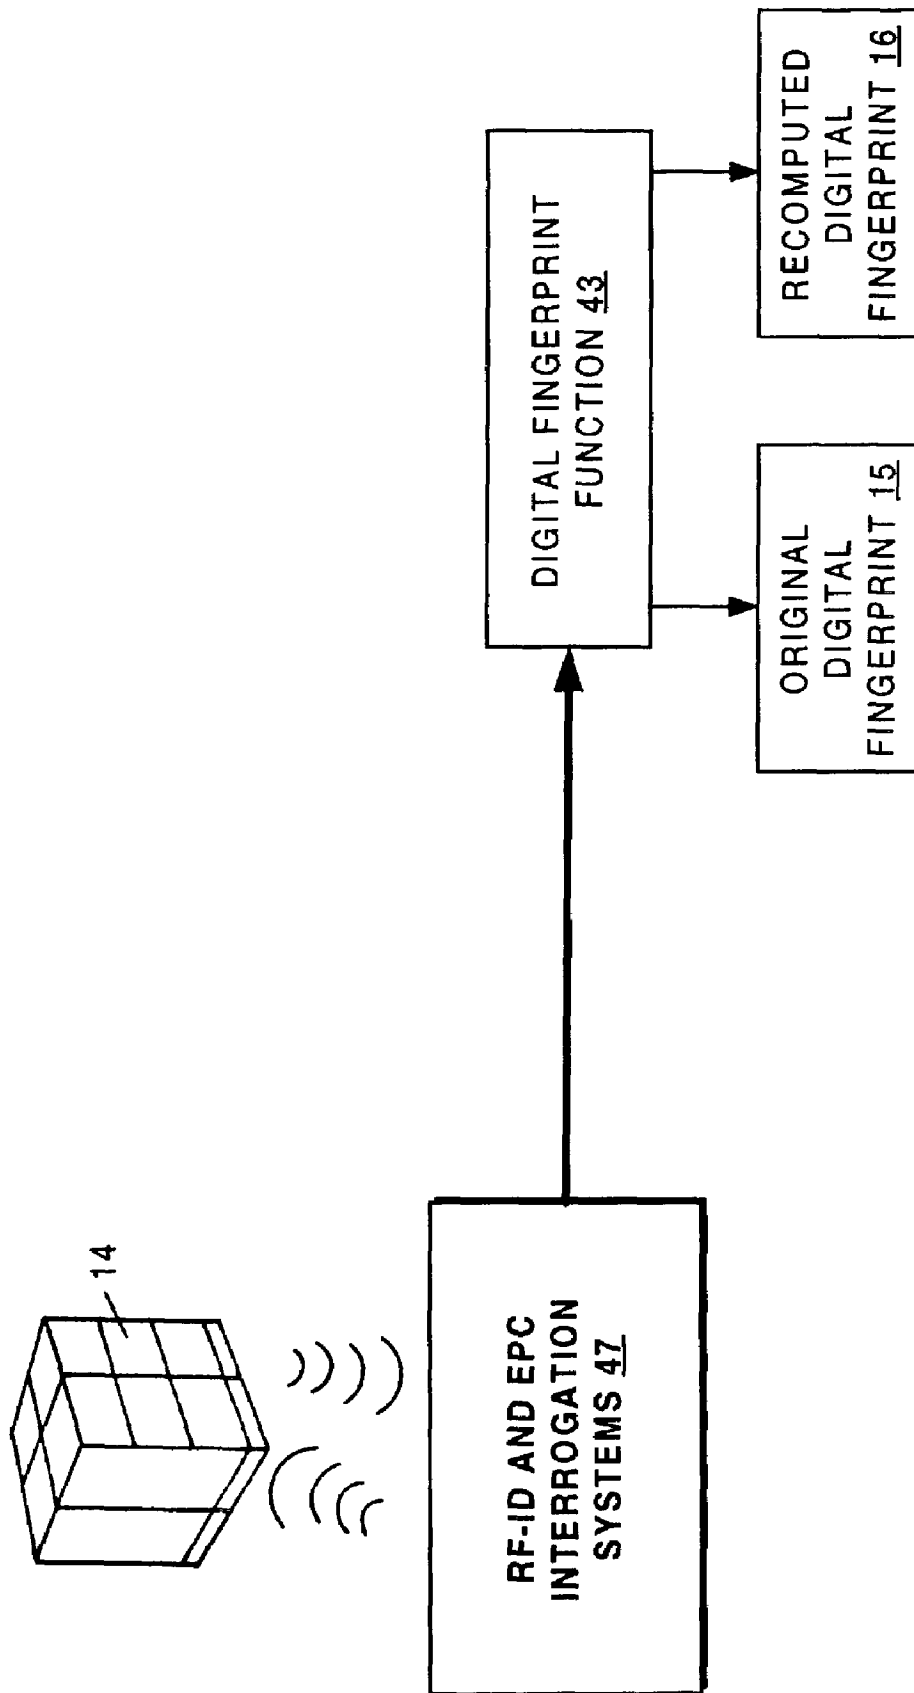 14
RF-ID AND EPC
INTERROGATION
SYSTEMS 47
DIGITAL FINGERPRINT
FUNCTION 43
ORIGINAL
DIGITAL
FINGERPRINT 15
RECOMPUTED
DIGITAL
FINGERPRINT 16